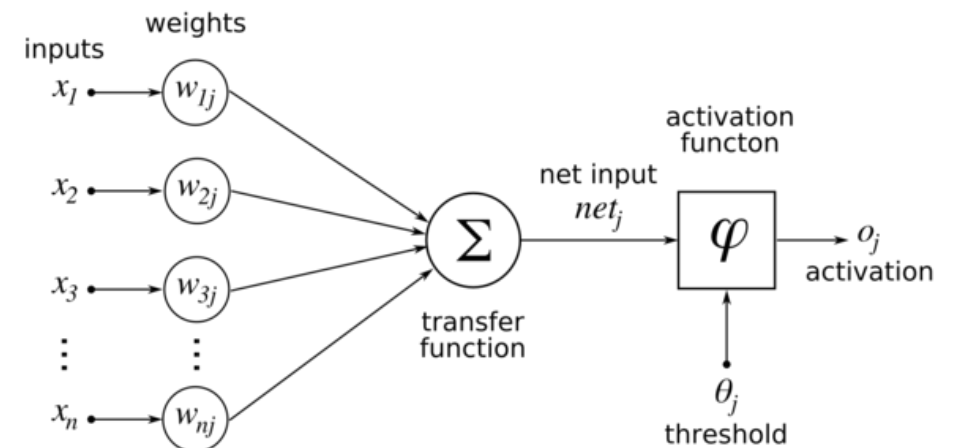 weights
inputs
x1
w1j
x2
w2j
x3
w3j
⋮ ⋮
xn
wnj
Σ
transfer
function
net input
netj
activation
functon
φ
oj
activation
θj
threshold